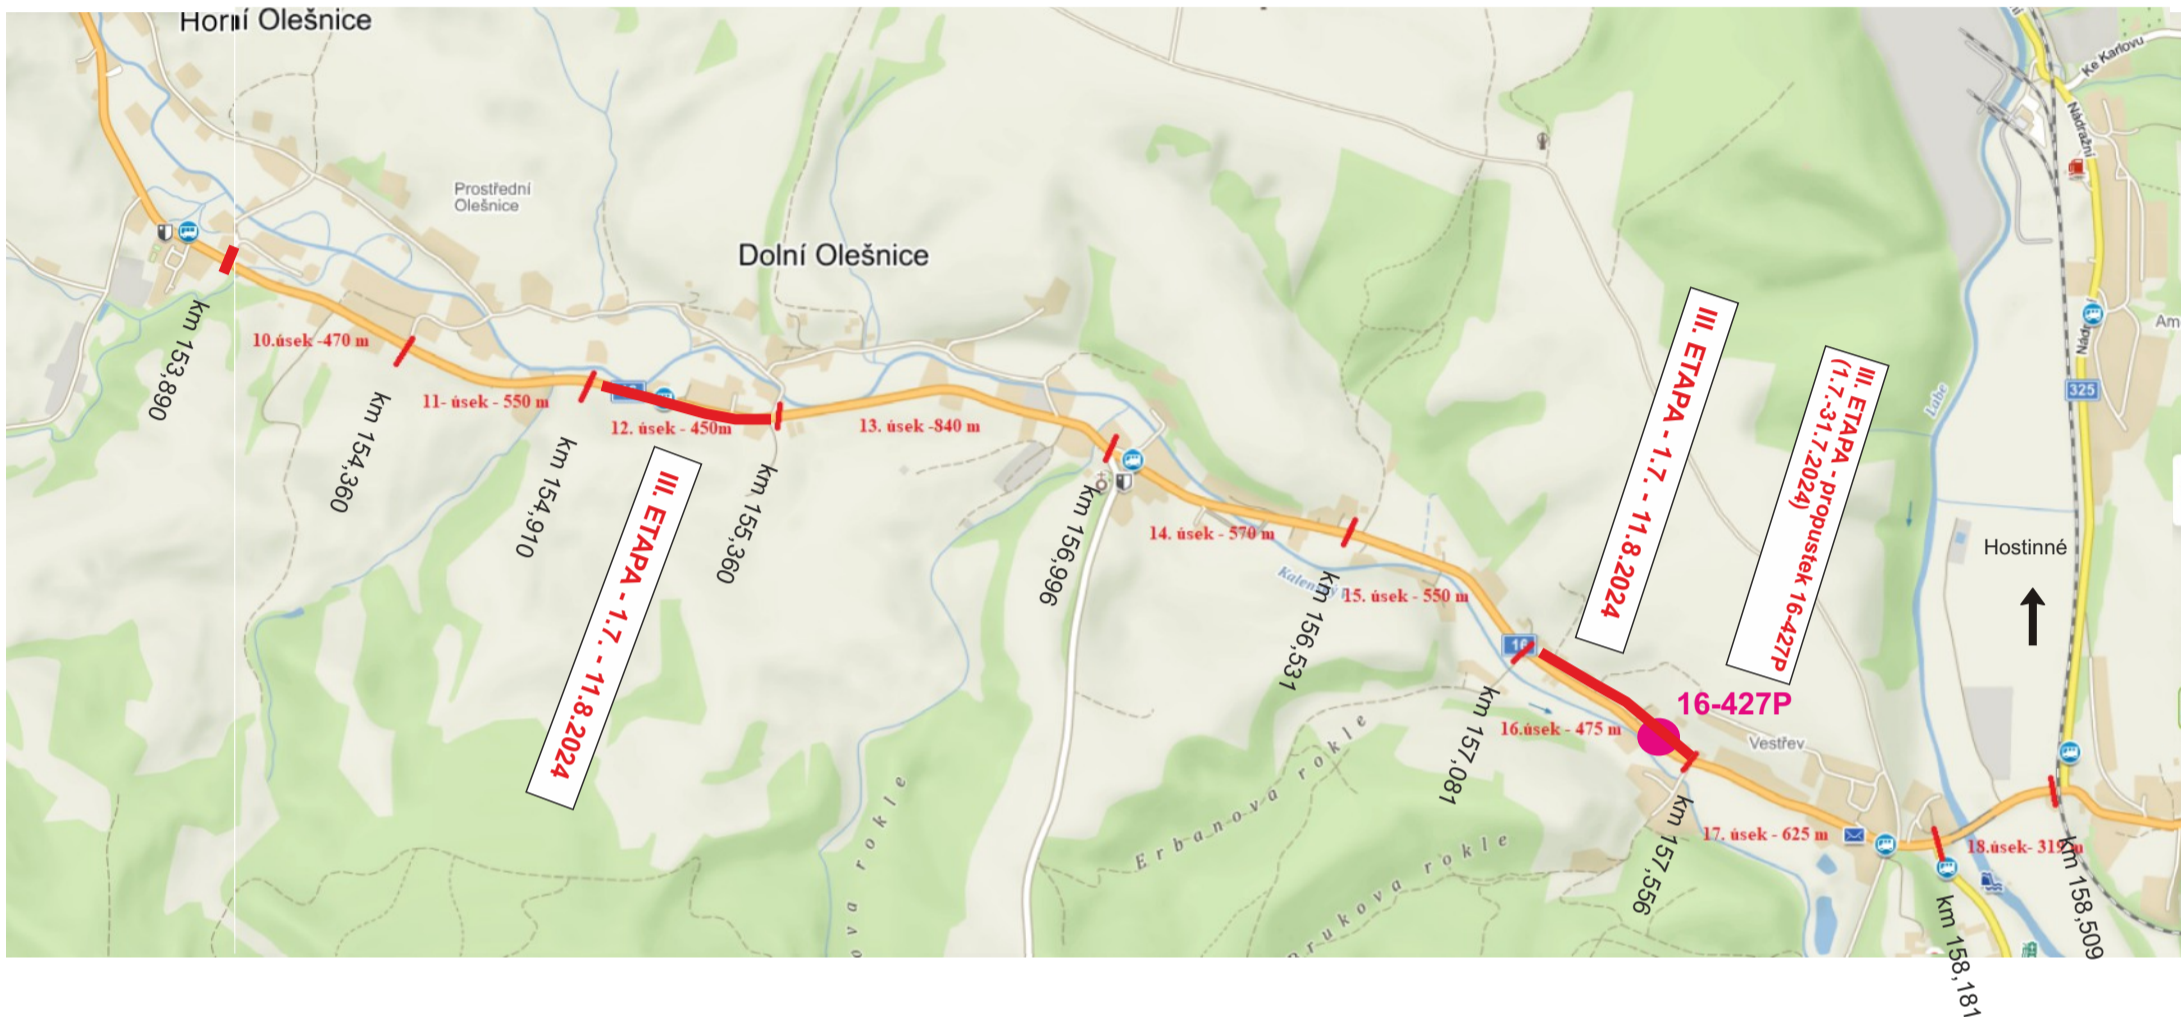 Horní Olešnice
Ke Karlovu
Nádražní
Prostřední
Olešnice
Dolní Olešnice
km 153,890
10.úsek -470 m
km 154,360
11- úsek - 550 m
km 154,910
12. úsek - 450m
km 155,360
III. ETAPA - 1.7. - 11.8.2024
13. úsek -840 m
km 156,996
14. úsek - 570 m
km 156,531
15. úsek - 550 m
16
km 157,081
III. ETAPA - 1.7. - 11.8.2024
III. ETAPA - propustek 16-427P
(1.7.-31.7.2024)
16-427P
16.úsek - 475 m
Vestřev
km 157,556
17. úsek - 625 m
18.úsek- 319 m
km 158,181
km 158,509
Labe
325
Am
Hostinné
Erbanova rokle
rukova rokle
ova rokle